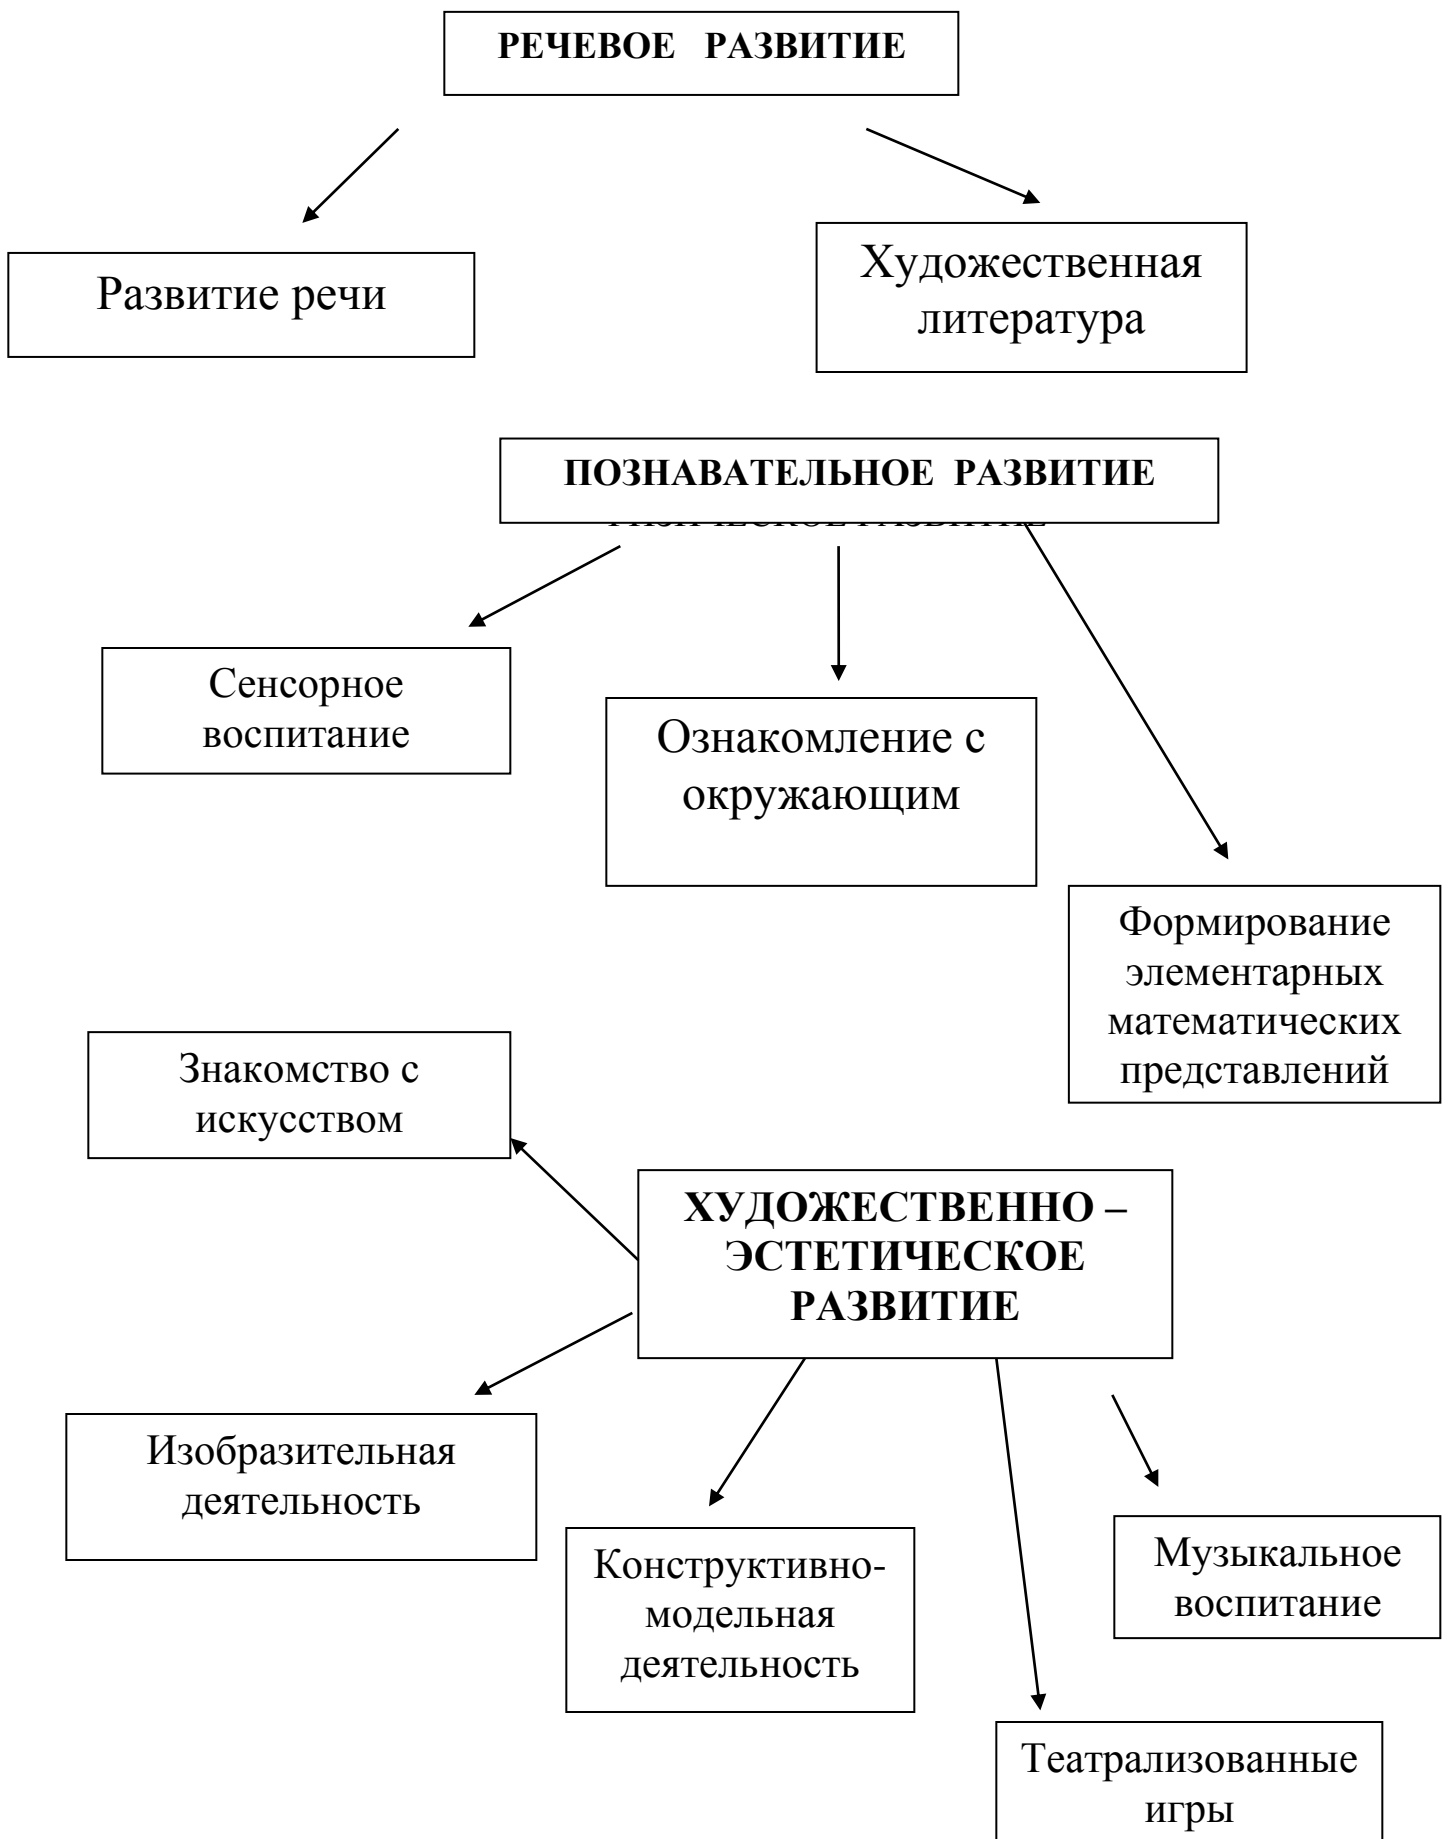 РЕЧЕВОЕ РАЗВИТИЕ
Развитие речи
Художественная
литература
ПОЗНАВАТЕЛЬНОЕ РАЗВИТИЕ
Сенсорное
воспитание
Ознакомление с
окружающим
Формирование
элементарных
математических
представлений
Знакомство с
искусством
ХУДОЖЕСТВЕННО –
ЭСТЕТИЧЕСКОЕ
РАЗВИТИЕ
Изобразительная
деятельность
Конструктивно-
модельная
деятельность
Музыкальное
воспитание
Театрализованные
игры